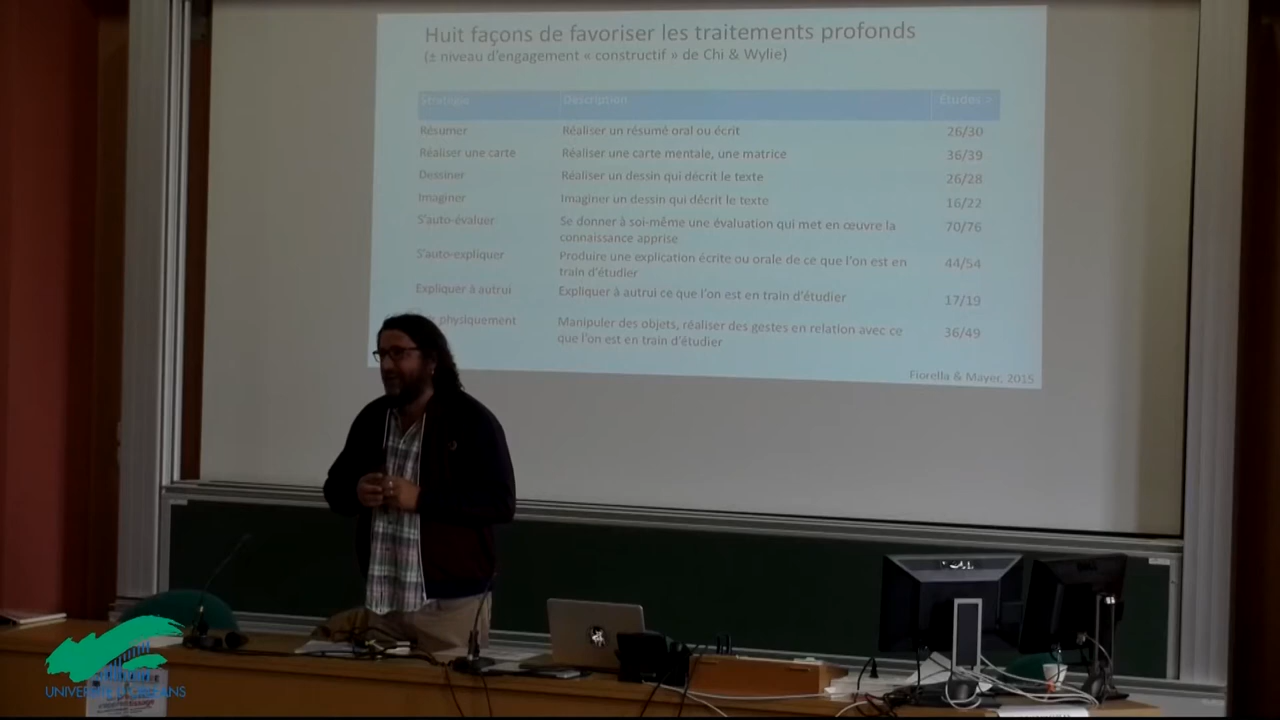 Huit façons de favoriser les traitements profonds
(± niveau d'engagement « constructif » de Chi & Wylie)
Stratégie Description Études >
Résumer Réaliser un résumé oral ou écrit 26/30
Réaliser une carte Réaliser une carte mentale, une matrice 36/39
Dessiner Réaliser un dessin qui décrit le texte 26/28
Imaginer Imaginer un dessin qui décrit le texte 16/22
S'auto-évaluer Se donner à soi-même une évaluation qui met en œuvre la
connaissance apprise 70/76
S'auto-expliquer Produire une explication écrite ou orale de ce que l'on est en
train d'étudier 44/54
Expliquer à autrui Expliquer à autrui ce que l'on est en train d'étudier 17/19
physiquement Manipuler des objets, réaliser des gestes en relation avec ce
que l'on est en train d'étudier 36/49
Fiorella & Mayer, 2015